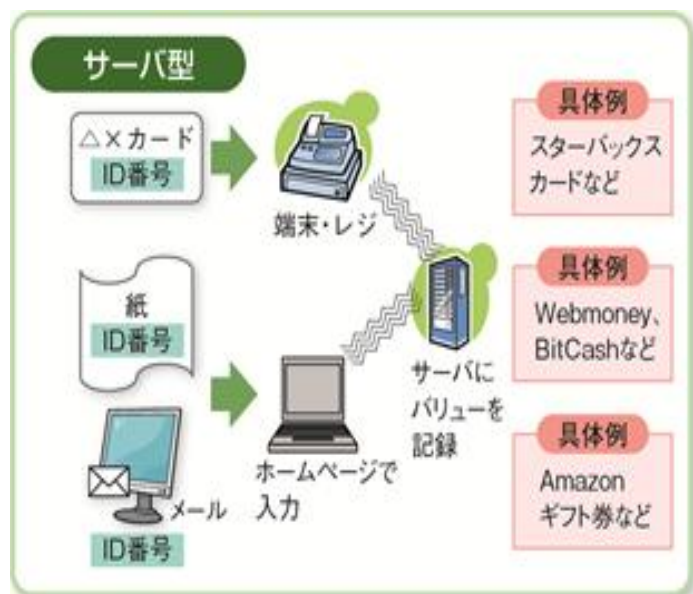 サーバ型
△×カード
ID番号
端末・レジ
具体例
スターバックス
カードなど
紙
ID番号
具体例
Webmoney、
BitCashなど
サーバに
バリューを
記録
ホームページで
入力
メール
ID番号
具体例
Amazon
ギフト券など